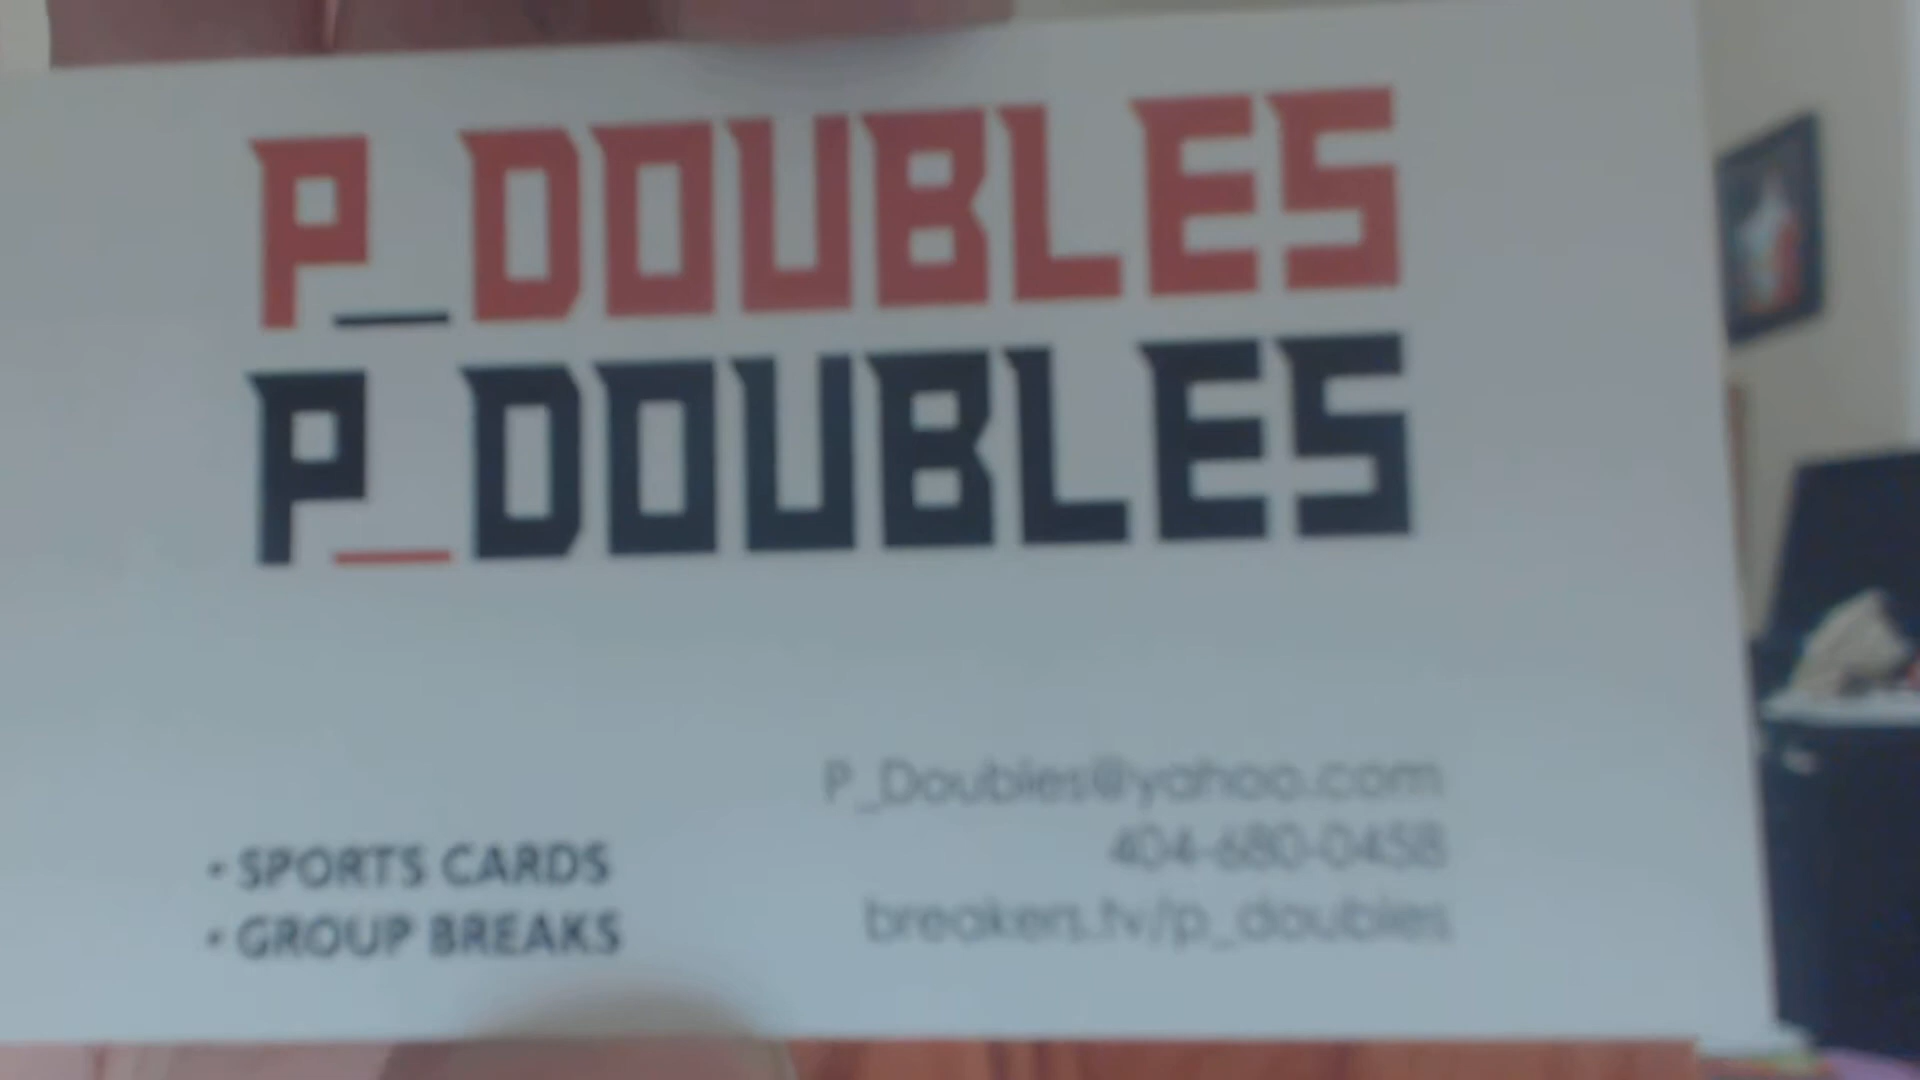 P_DOUBLES
P_DOUBLES
• SPORTS CARDS
• GROUP BREAKS
P_Doubles@yahoo.com
404-680-0458
breakers.tv/p_doubles